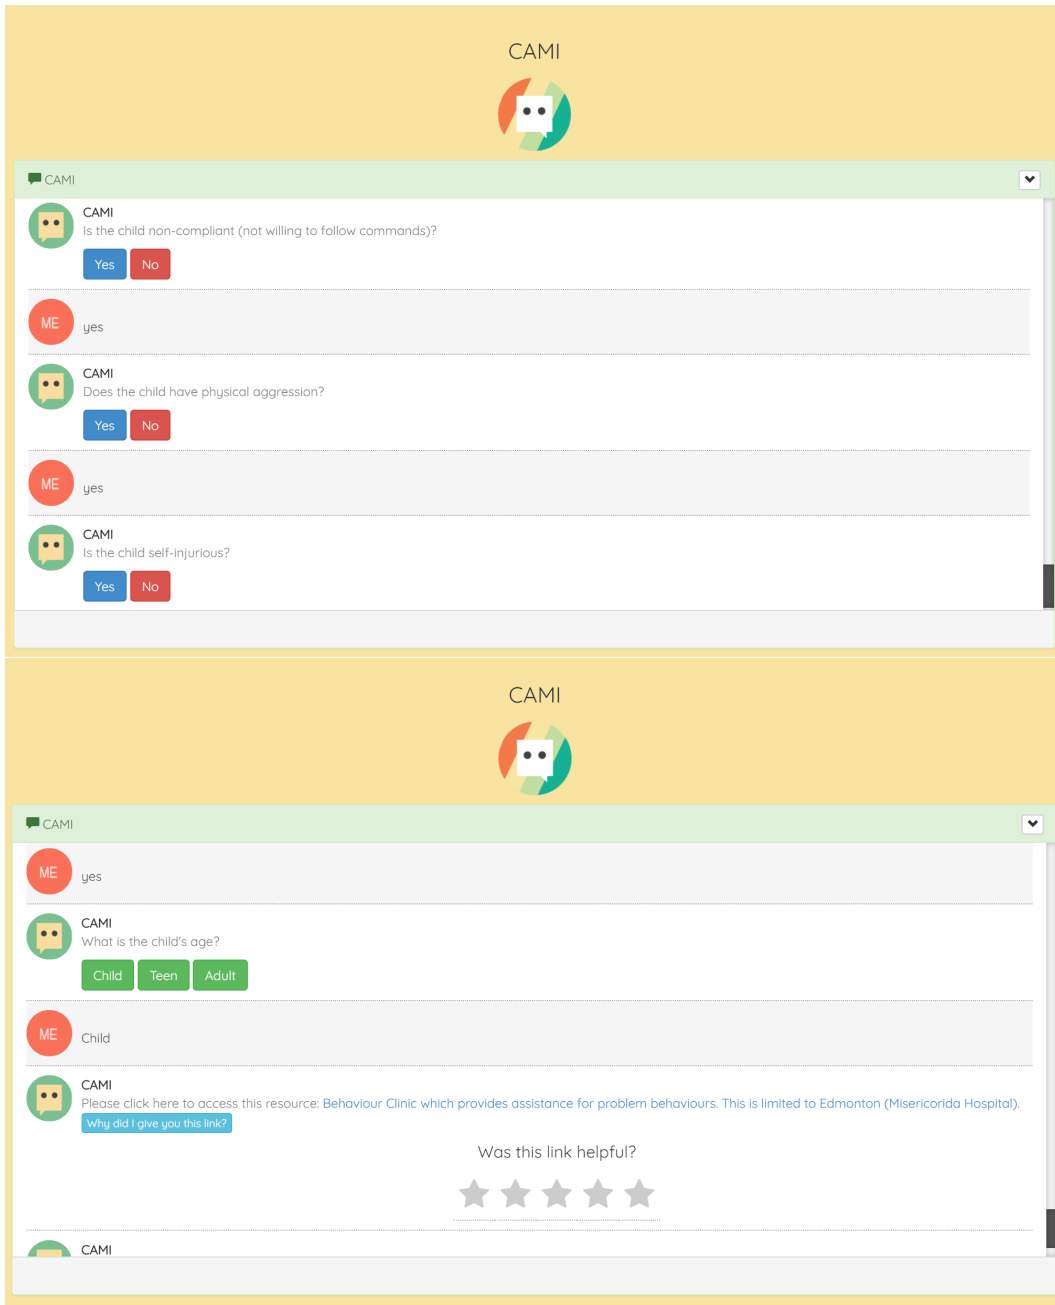 CAMI
CAMI
CAMI
Is the child non-compliant (not willing to follow commands)?
Yes No
ME
yes
CAMI
Does the child have physical aggression?
Yes No
ME
yes
CAMI
Is the child self-injurious?
Yes No
CAMI
CAMI
ME
yes
CAMI
What is the child's age?
Child Teen Adult
ME
Child
CAMI
Please click here to access this resource: Behaviour Clinic which provides assistance for problem behaviours. This is limited to Edmonton (Misericorida Hospital).
Why did I give you this link?
Was this link helpful?
CAMI